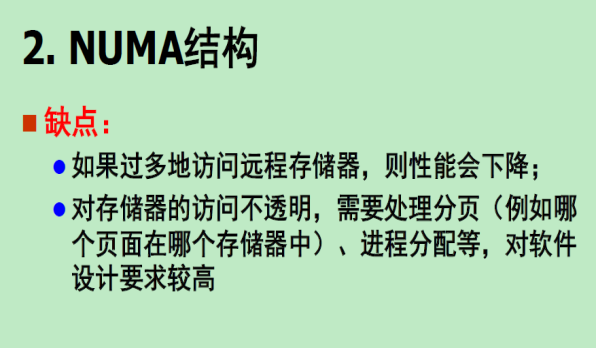 2. NUMA结构
缺点：
如果过多地访问远程存储器，则性能会下降；
对存储器的访问不透明，需要处理分页（例如哪
个页面在哪个存储器中）、进程分配等，对软件
设计要求较高